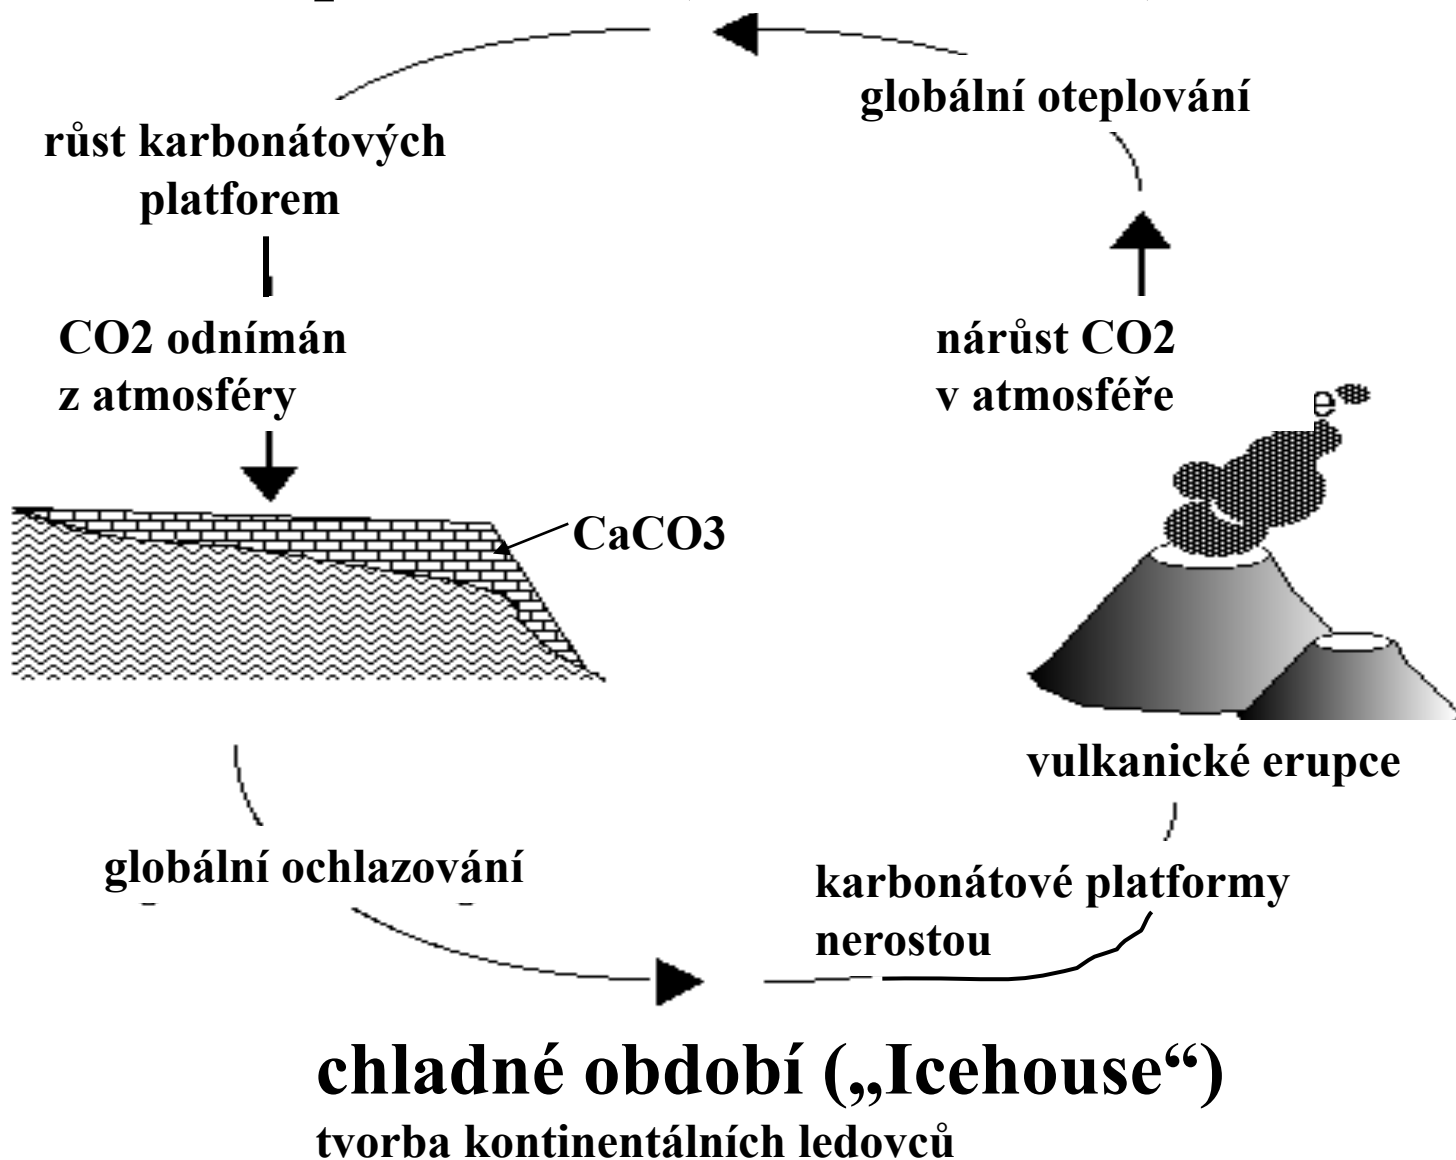 globální oteplování
růst karbonátových
platforem
CO2 odnímán
z atmosféry
nárůst CO2
v atmosféře
e
CaCO3
vulkanické erupce
globální ochlazování
karbonátové platformy
nerostou
chladné období („Icehouse“)
tvorba kontinentálních ledovců